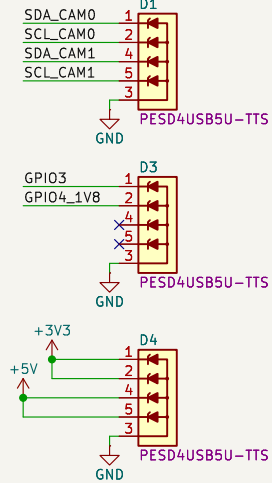 D1
SDA_CAM0 1
SCL_CAM0 2
SDA_CAM1 4
SCL_CAM1 5
3
GND
PESD4USB5U-TTS
D3
GPIO3 1
GPIO4_1V8 2
4
5
3
GND
PESD4USB5U-TTS
+3V3
D4
1
+5V
2
4
5
3
GND
PESD4USB5U-TTS